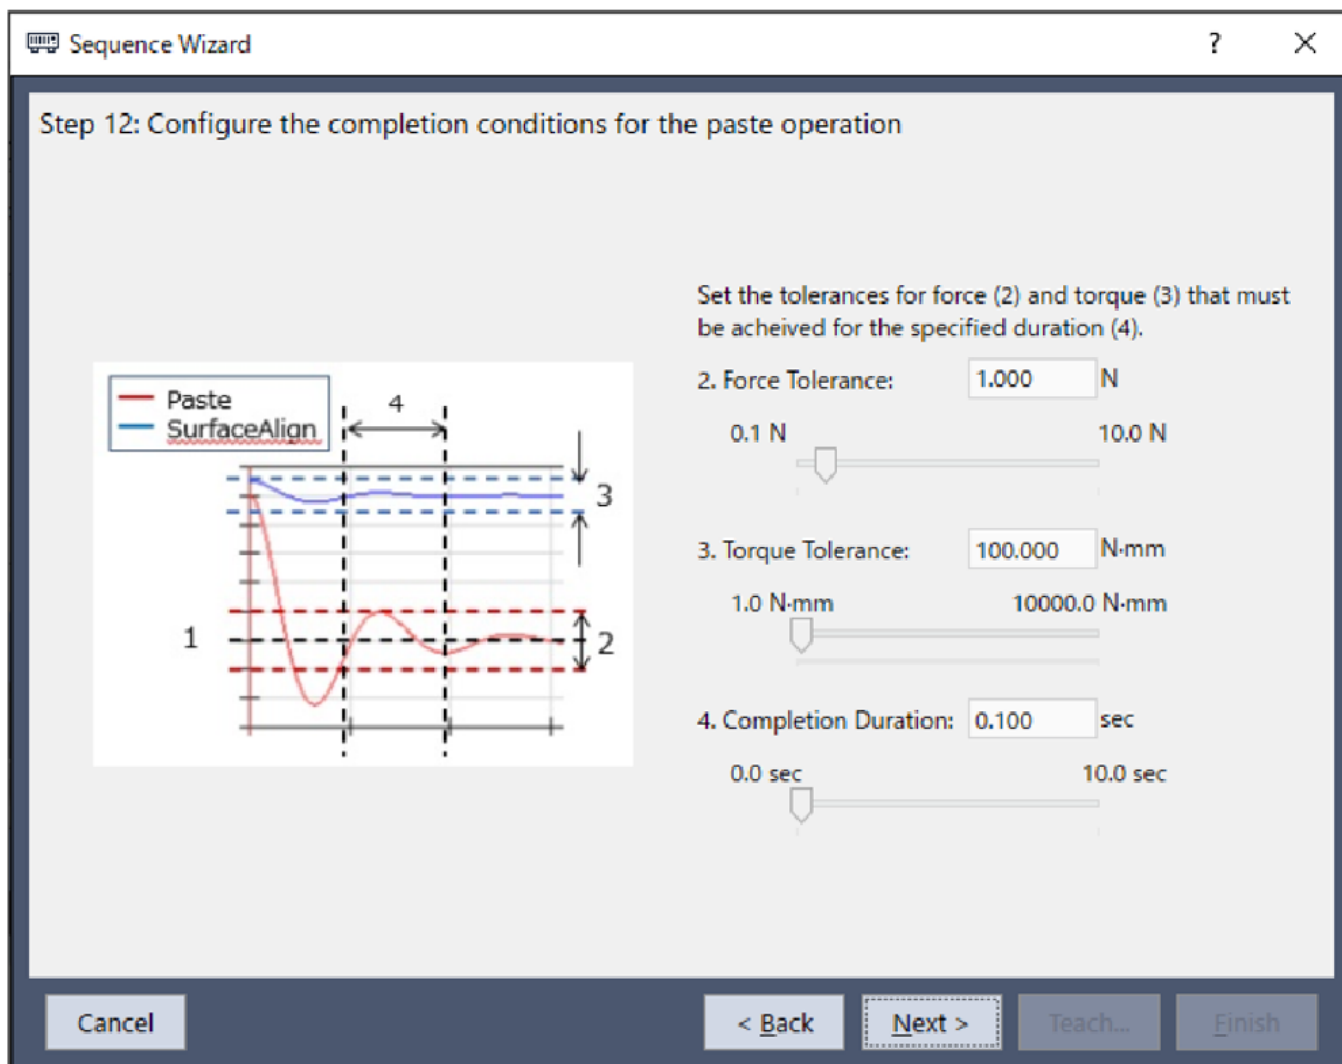 Sequence Wizard
?
Step 12: Configure the completion conditions for the paste operation
Set the tolerances for force (2) and torque (3) that must
be acheived for the specified duration (4).
Paste
SurfaceAlign
4
3
1
2
2. Force Tolerance: 1.000 N
0.1 N 10.0 N
3. Torque Tolerance: 100.000 N·mm
1.0 N·mm 10000.0 N·mm
4. Completion Duration: 0.100 sec
0.0 sec 10.0 sec
Cancel < Back Next > Teach... Finish